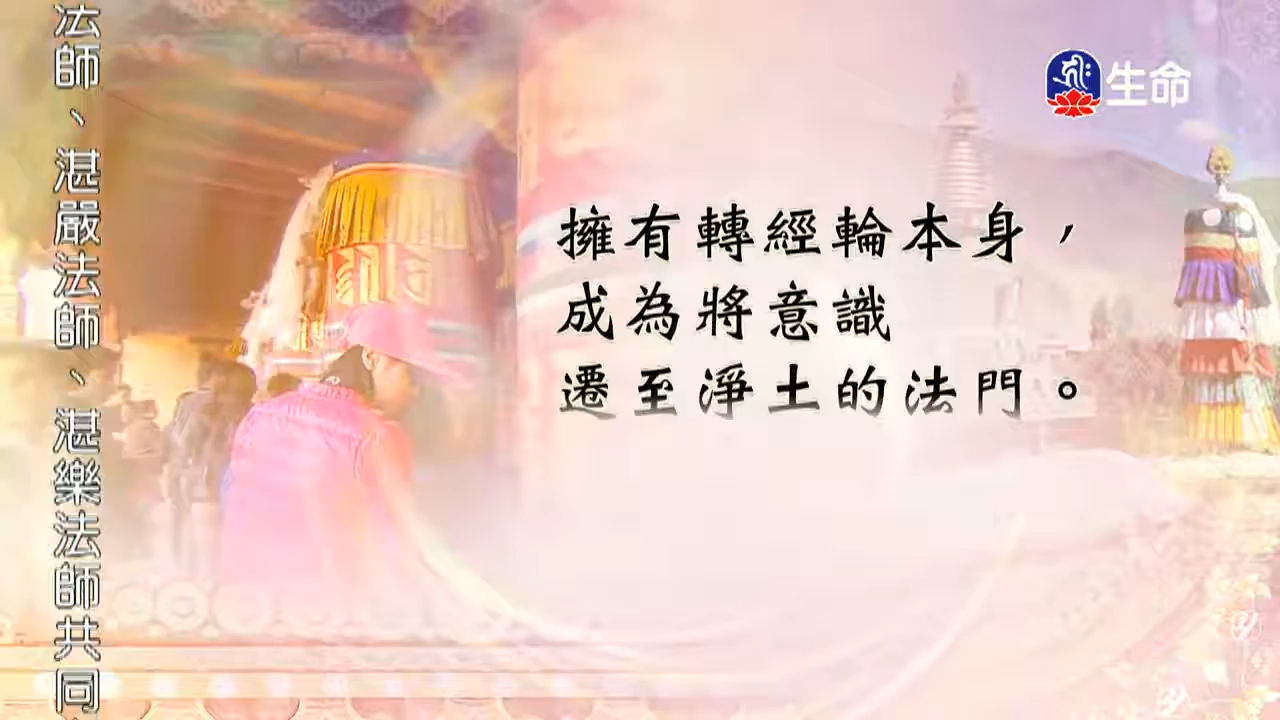 法師、湛嚴法師、湛樂法師共同
生命
擁有轉經輪本身，
成為將意識
遷至淨土的法門。